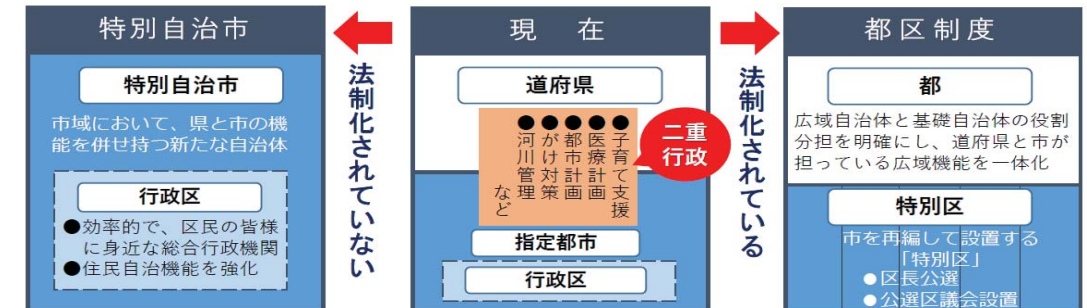 特別自治市
特別自治市
市域において、県と市の機
能を併せ持つ新たな自治体
行政区
●効率的で、区民の皆様
に身近な総合行政機関
●住民自治機能を強化
法制化されていない
現 在
道府県
●子育て支援
●医療計画
●都市計画
●がけ対策
●河川管理
など
二重
行政
指定都市
行政区
法制化されている
都区制度
都
広域自治体と基礎自治体の役割
分担を明確にし、道府県と市が
担っている広域機能を一体化
特別区
市を再編して設置する
「特別区」
●区長公選
●公選区議会設置